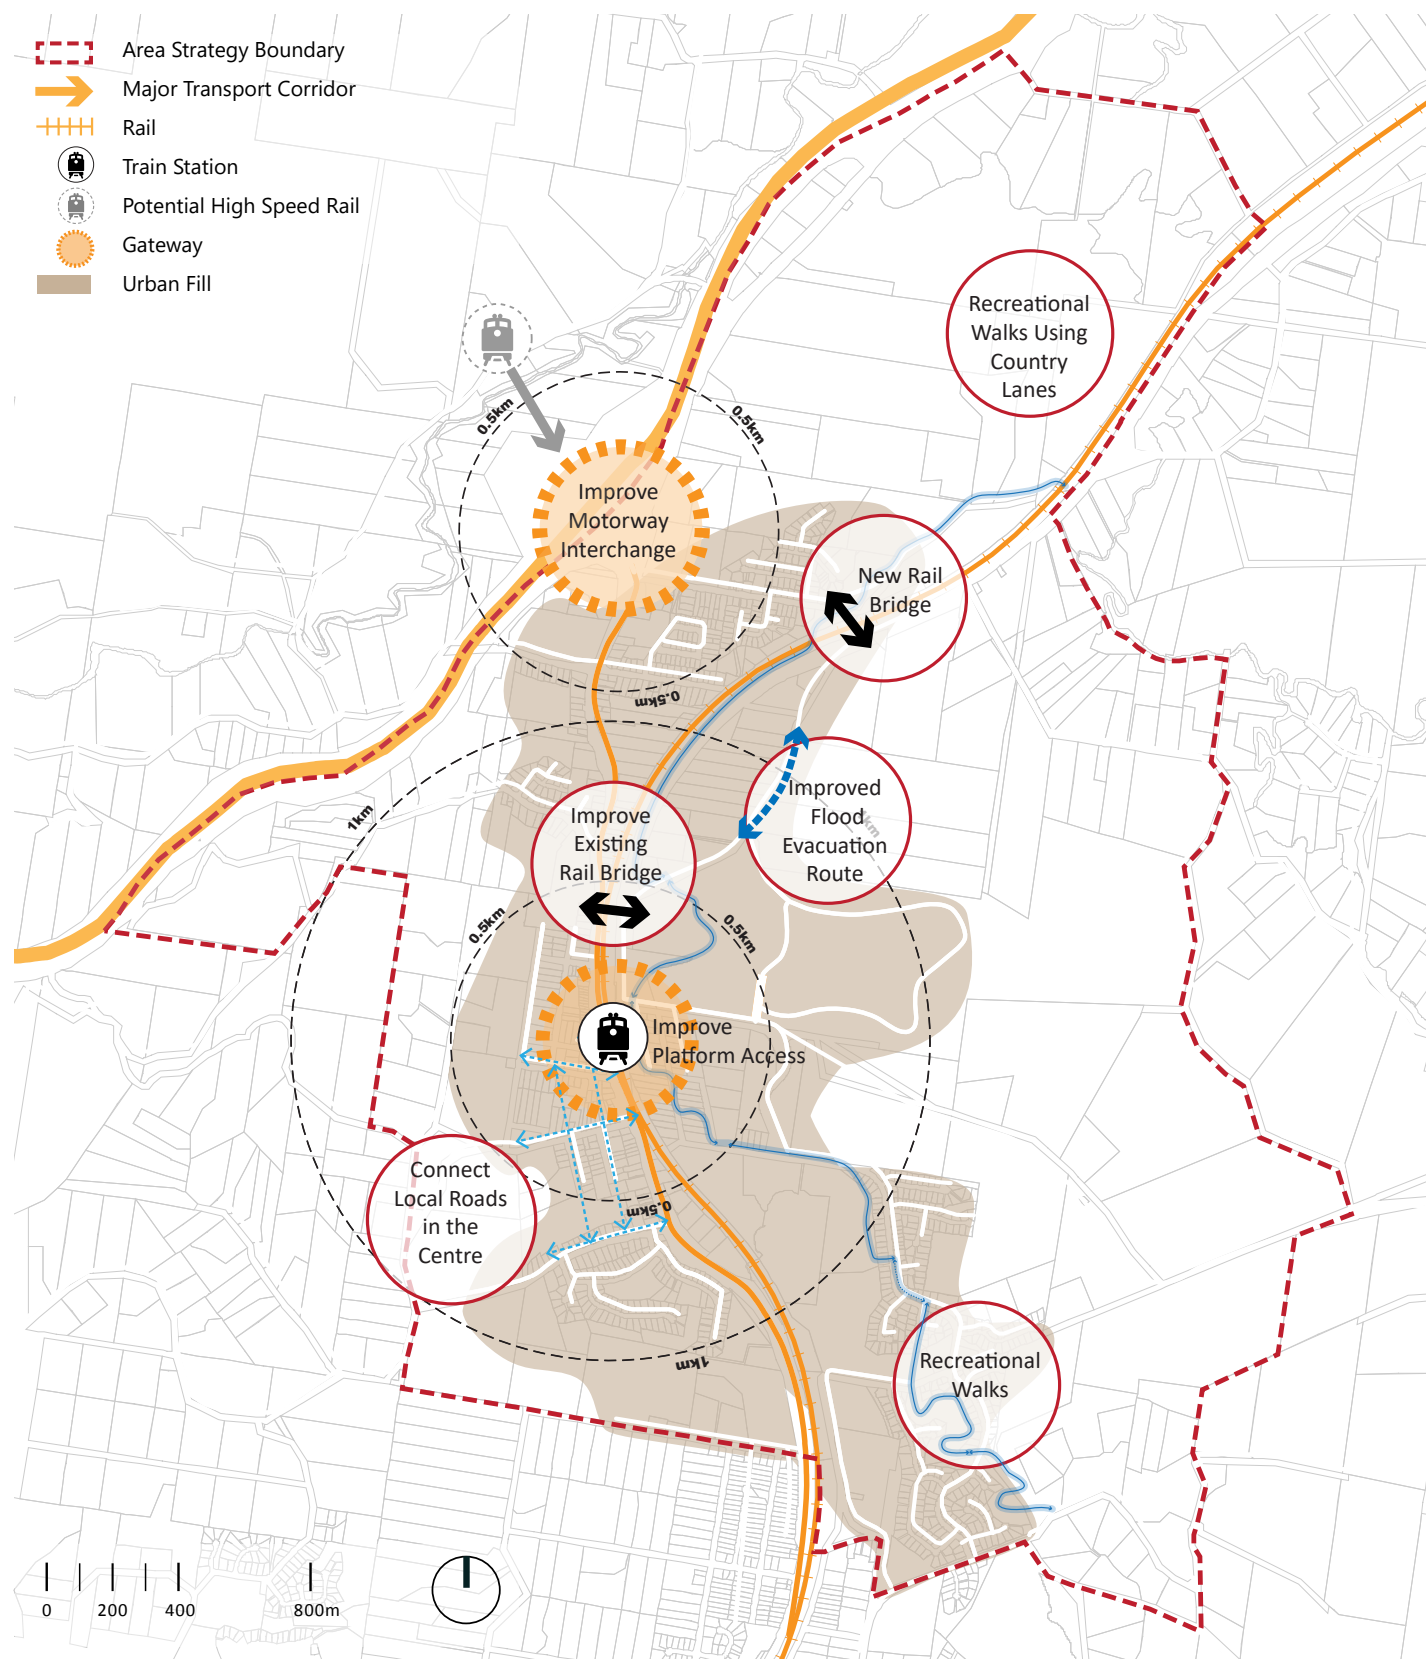 Area Strategy Boundary
Major Transport Corridor
Rail
Train Station
Potential High Speed Rail
Gateway
Urban Fill
Recreational
Walks Using
Country
Lanes
0.5km
0.5km
Improve
Motorway
Interchange
New Rail
Bridge
0.5km
1km
Improved
Flood
Evacuation
Route
1km
Improve
Existing
Rail Bridge
0.5km
0.5km
Improve
Platform Access
Connect
Local Roads
in the
Centre
0.5km
1km
Recreational
Walks
0 200 400 800m